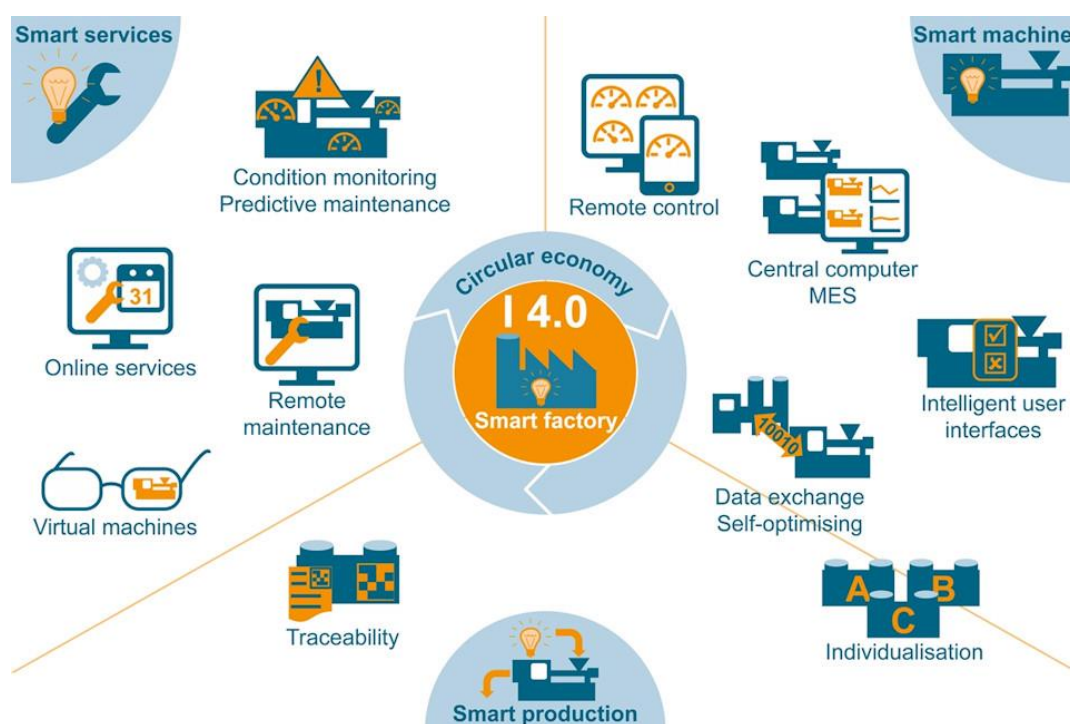 Smart services
Smart machine
!
Condition monitoring
Predictive maintenance
Remote control
Central computer
MES
31
Online services
Remote
maintenance
Circular economy
I 4.0
Smart factory
Intelligent user
interfaces
Virtual machines
10010
Data exchange
Self-optimising
Traceability
A
B
C
Individualisation
Smart production